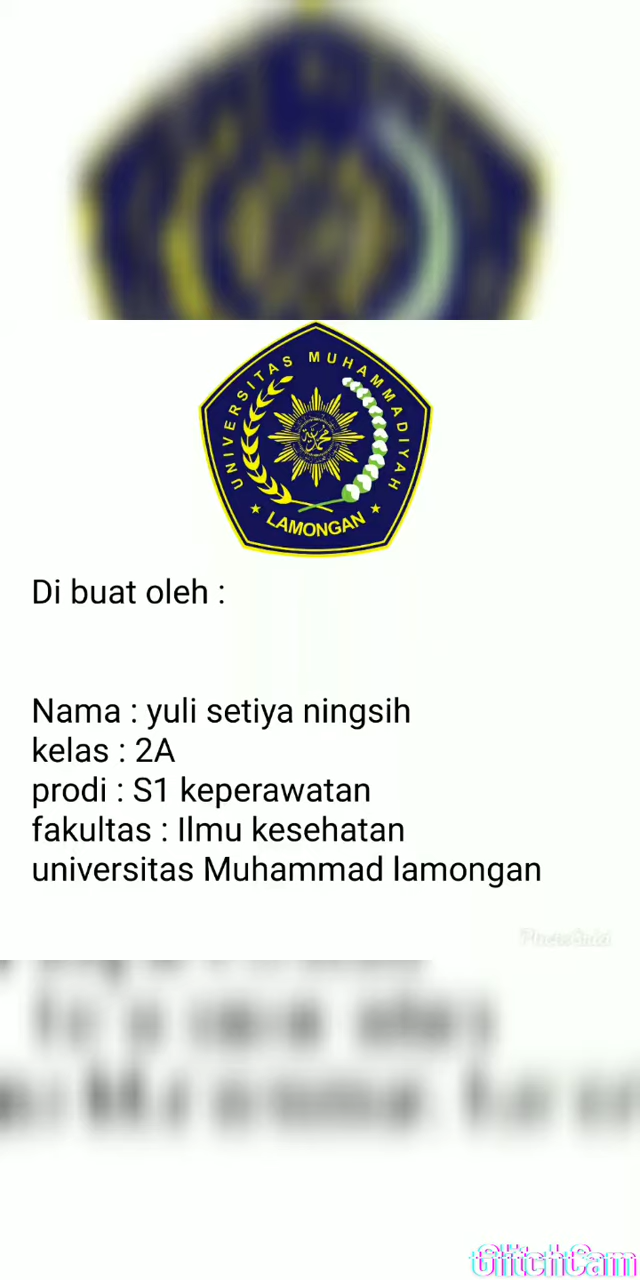 UNIVERSITAS MUHAMMADIYAH
LAMONGAN
Di buat oleh :
Nama : yuli setiya ningsih
kelas : 2A
prodi : S1 keperawatan
fakultas : Ilmu kesehatan
universitas Muhammad lamongan
PhotoGrid
GlitchCam